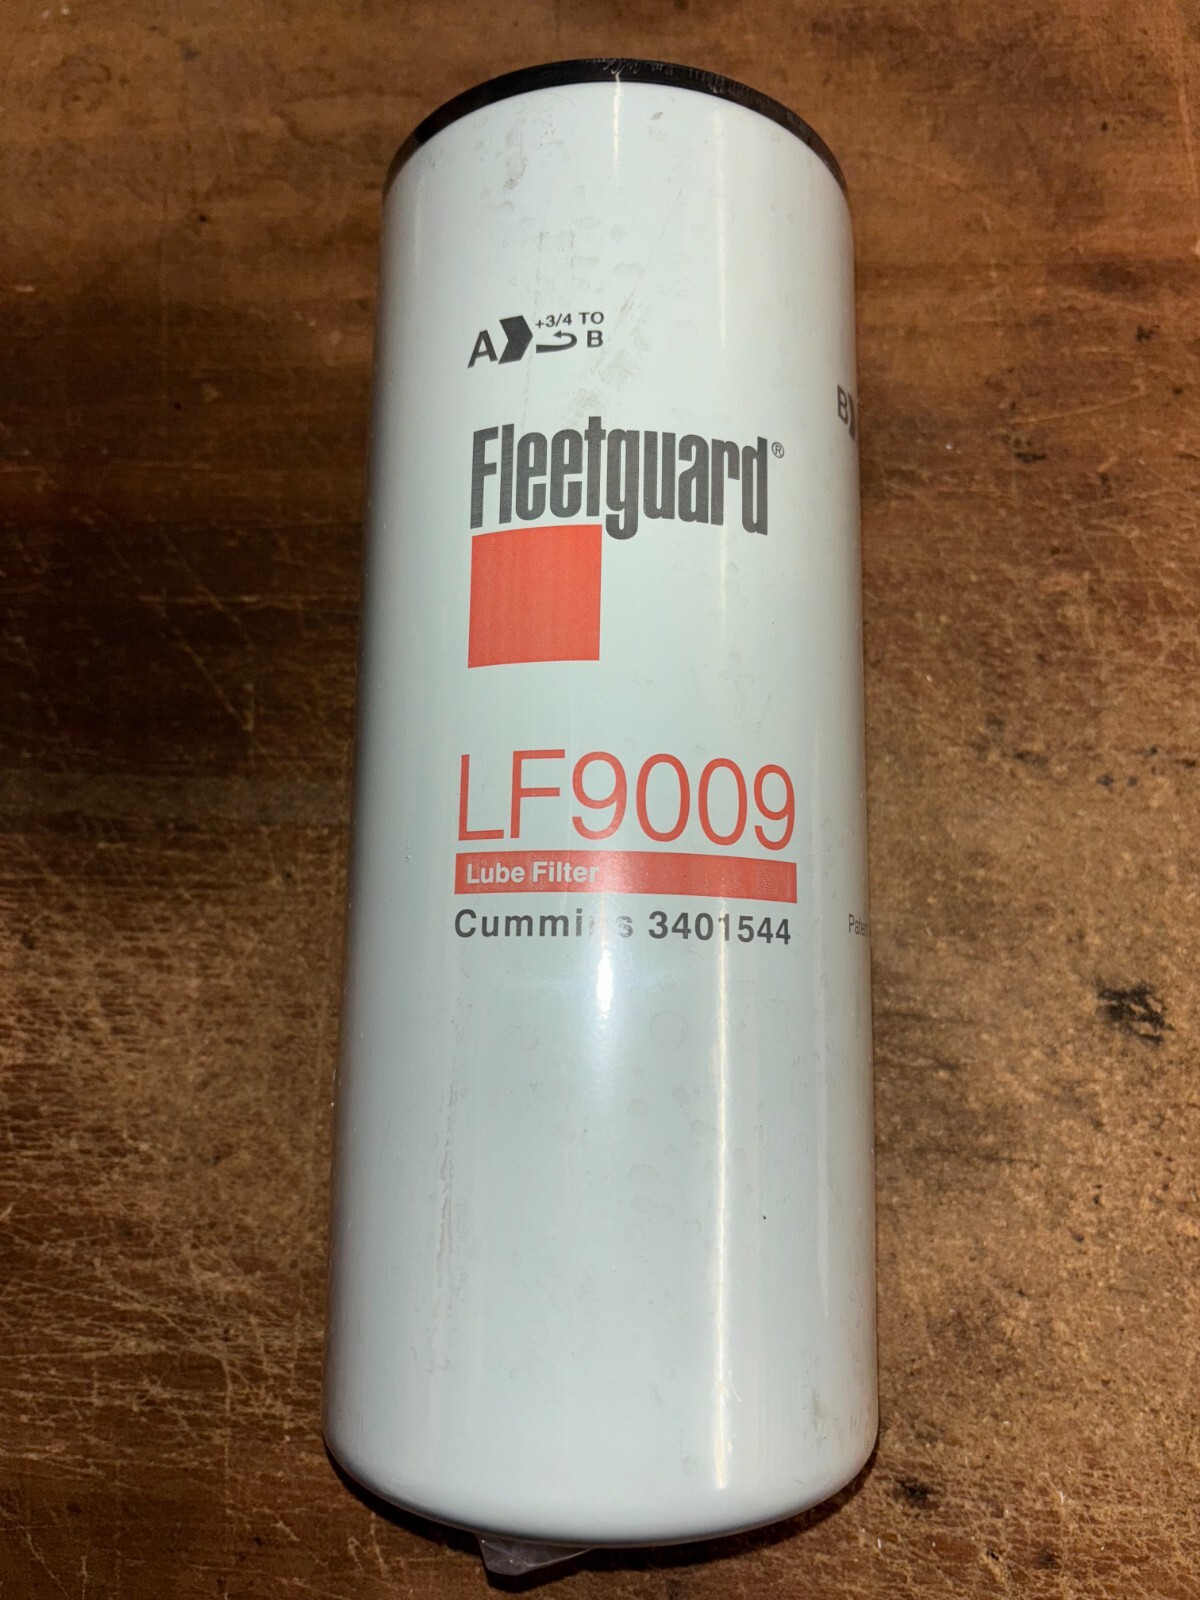 A +3/4 TO B
B
Fleetguard®
LF9009
Lube Filter
Cummins 3401544